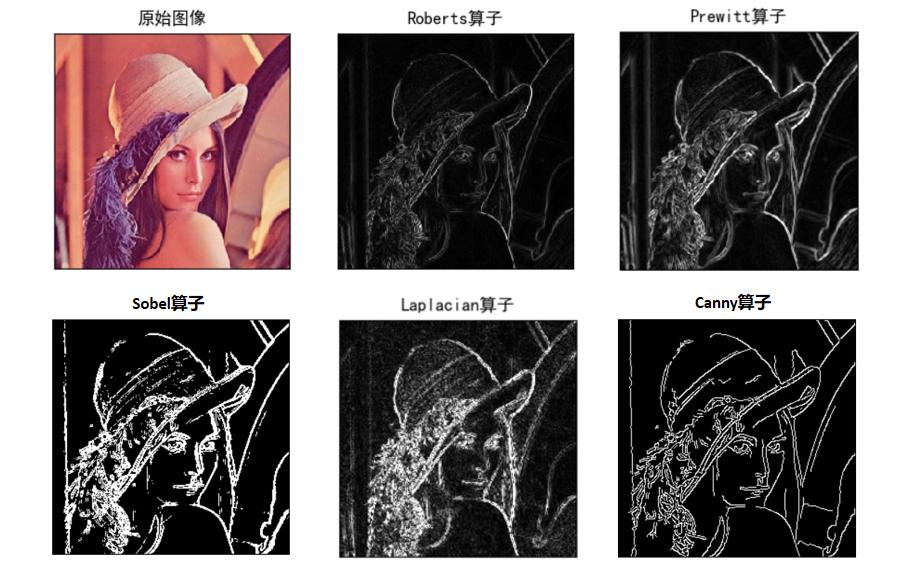 原始图像
Roberts算子
Prewitt算子
Sobel算子
Laplacian算子
Canny算子